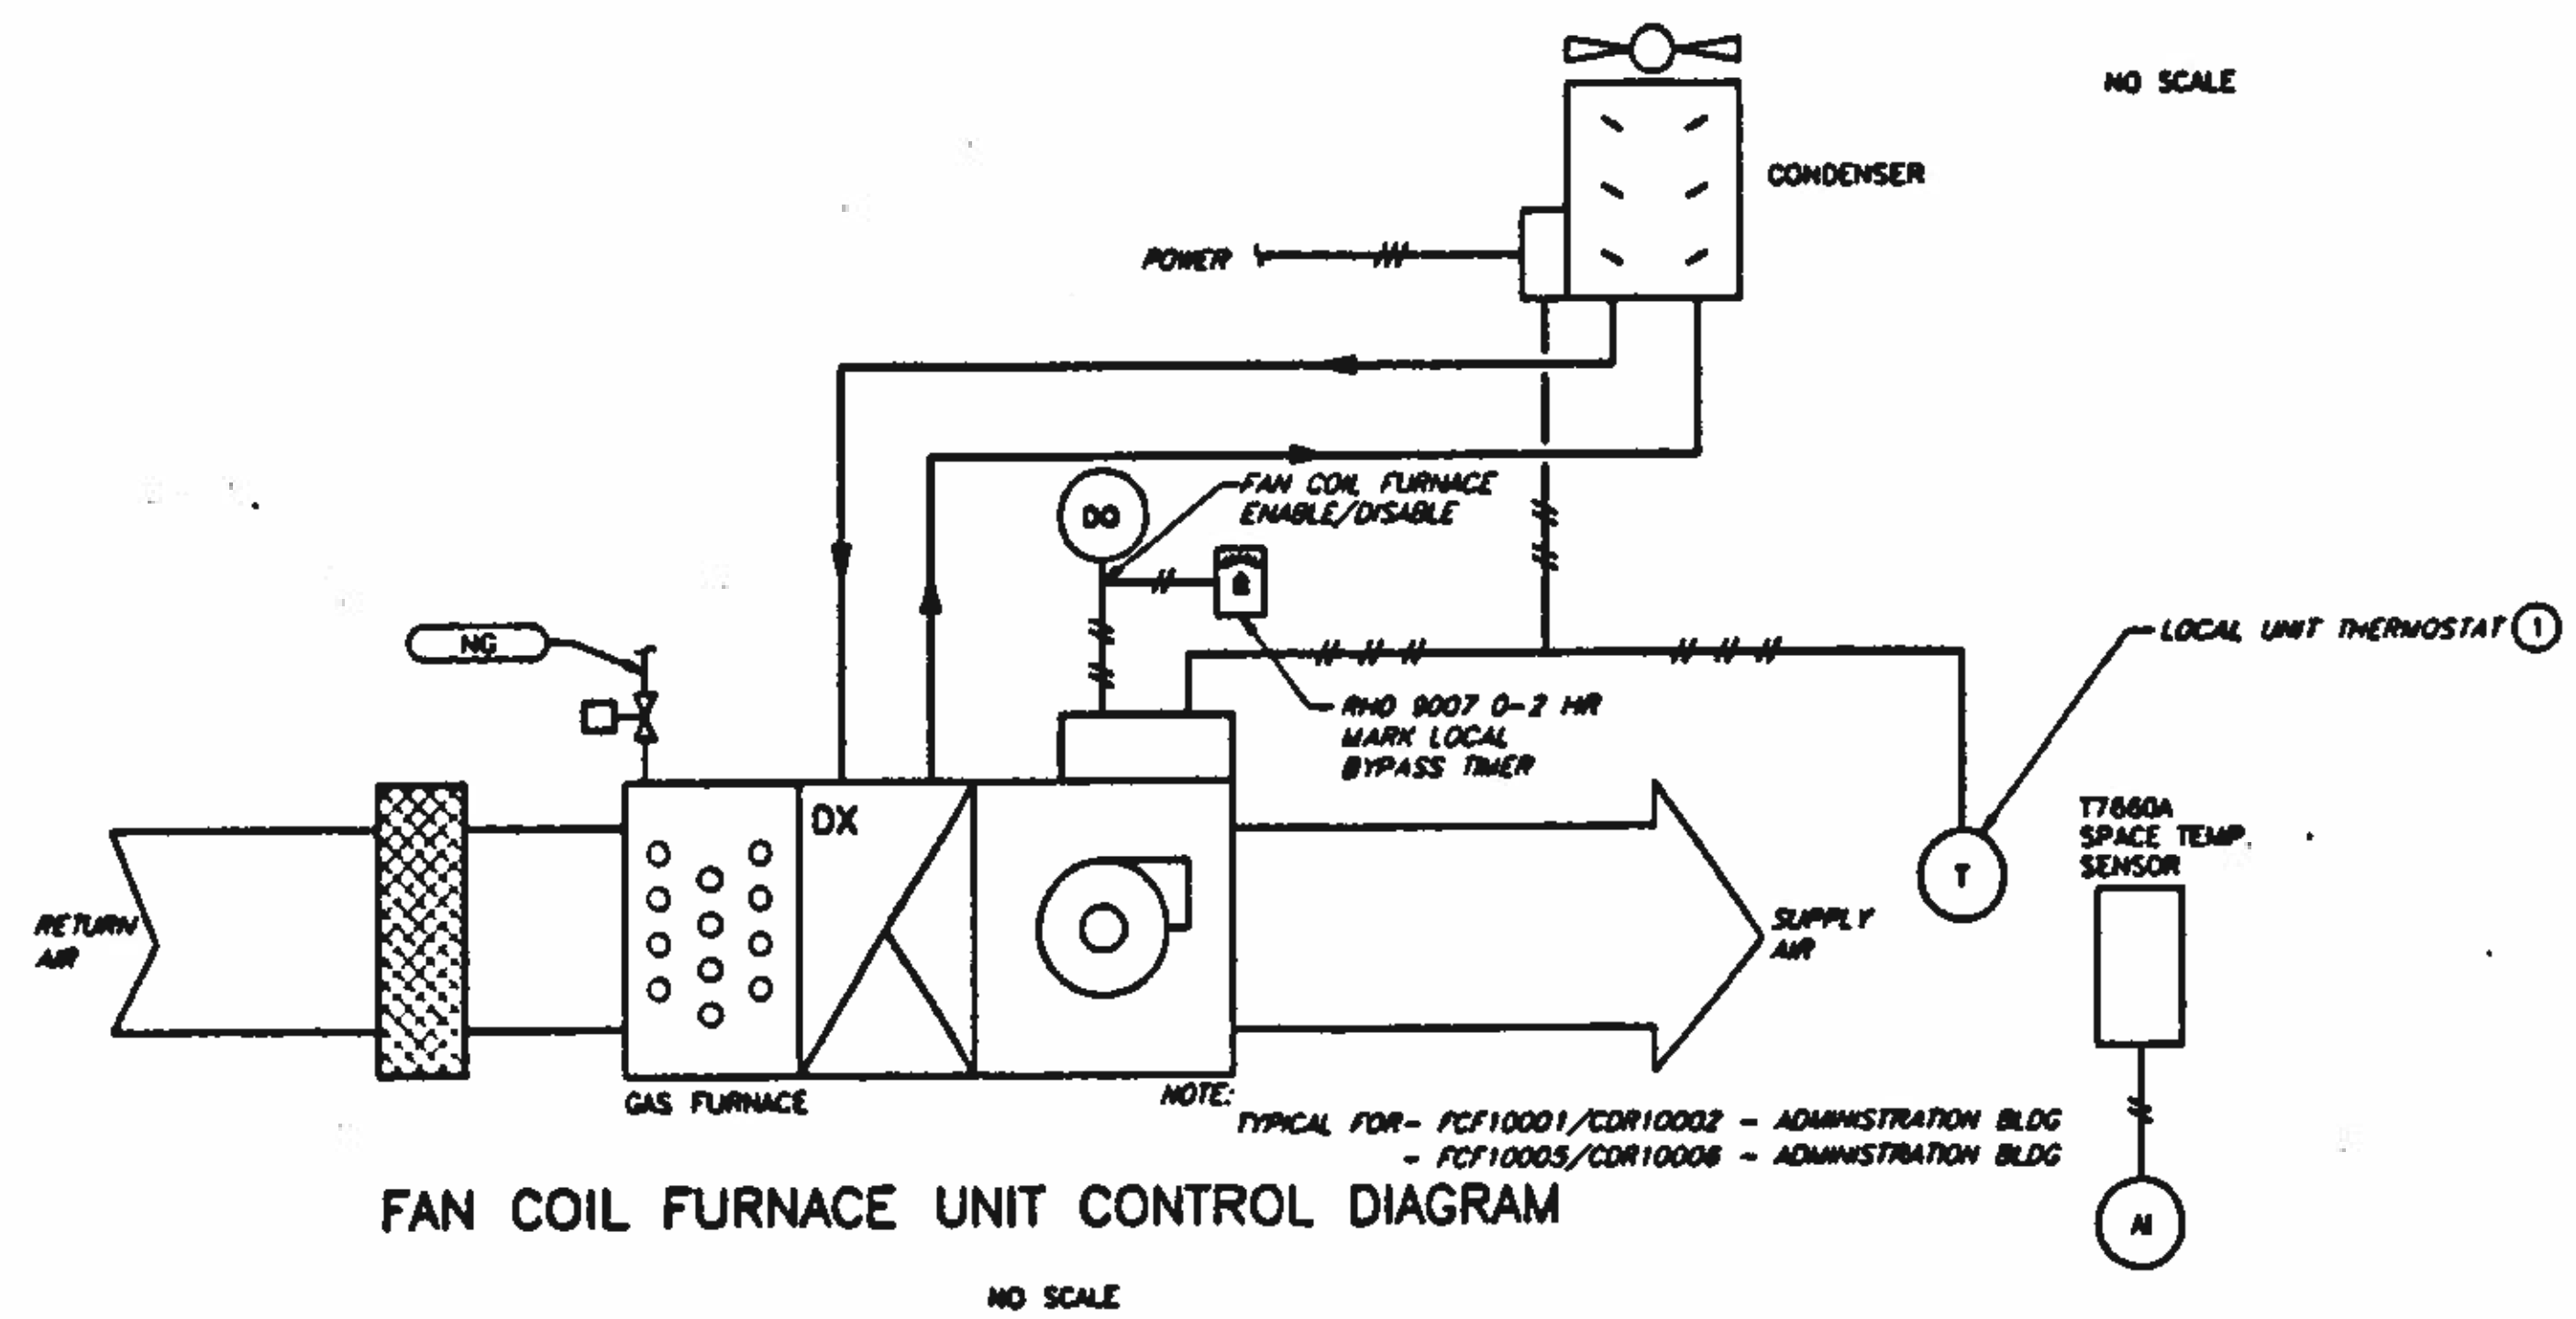 NO SCALE
CONDENSER
POWER
FAN COIL FURNACE
ENABLE/DISABLE
DO
NG
LOCAL UNIT THERMOSTAT 1
9007 0-2 HR
MARK LOCAL
BYPASS TIMER
DX
T7660A
SPACE TEMP.
SENSOR
T
RETURN
AIR
SUPPLY
AIR
GAS FURNACE
NOTE:
TYPICAL FOR- FCF10001/CDR10002 - ADMINISTRATION BLDG
- FCF10005/CDR10006 - ADMINISTRATION BLDG
FAN COIL FURNACE UNIT CONTROL DIAGRAM
AI
NO SCALE